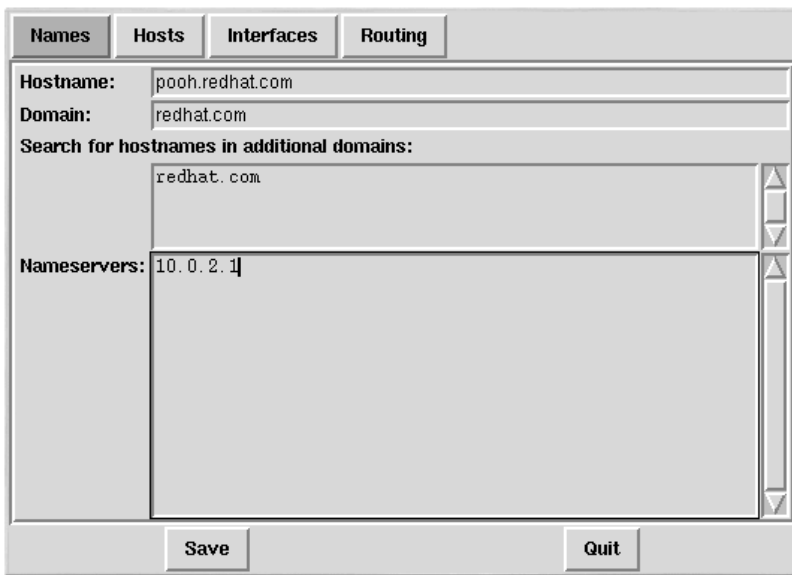 Names Hosts Interfaces Routing
Hostname: pooh.redhat.com
Domain: redhat.com
Search for hostnames in additional domains:
redhat.com
Nameservers: 10.0.2.1
Save Quit